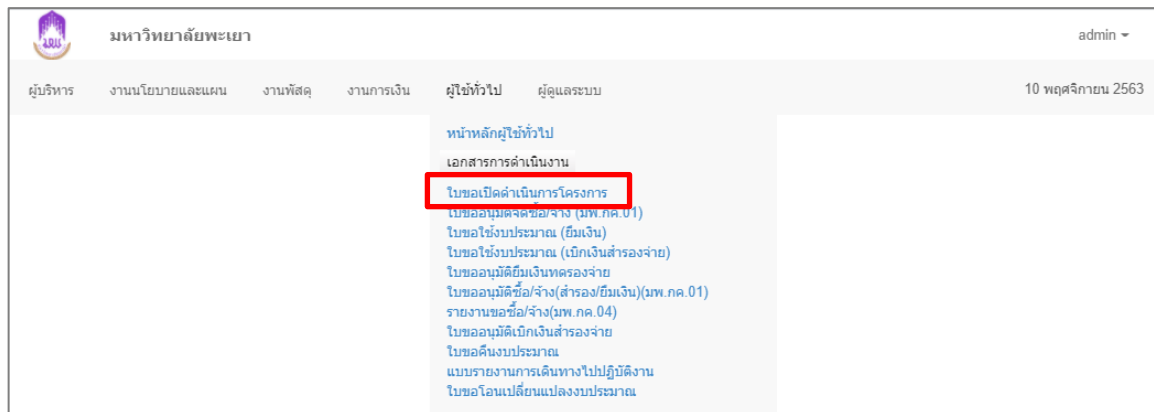 มหาวิทยาลัยพะเยา admin
ผู้บริหาร งานนโยบายและแผน งานพัสดุ งานการเงิน ผู้ใช้ทั่วไป ผู้ดูแลระบบ 10 พฤศจิกายน 2563
หน้าหลักผู้ใช้ทั่วไป
เอกสารการดำเนินงาน
ใบขอเปิดดำเนินการโครงการ
ใบขออนุมัติจัดซื้อ/จ้าง (มพ.กค.01)
ใบขอใช้งบประมาณ (ยืมเงิน)
ใบขอใช้งบประมาณ (เบิกเงินสำรองจ่าย)
ใบขออนุมัติยืมเงินทดรองจ่าย
ใบขออนุมัติซื้อ/จ้าง(สำรอง/ยืมเงิน)(มพ.กค.01)
รายงานขอซื้อ/จ้าง(มพ.กค.04)
ใบขออนุมัติเบิกเงินสำรองจ่าย
ใบขอคืนงบประมาณ
แบบรายงานการเดินทางไปปฏิบัติงาน
ใบขอโอนเปลี่ยนแปลงงบประมาณ